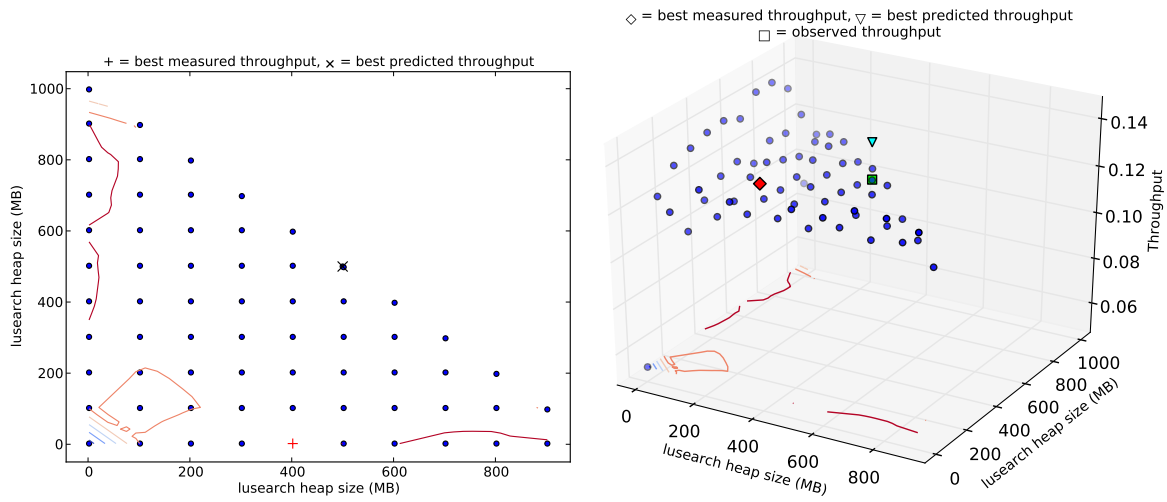 + = best measured throughput, × = best predicted throughput
1000
800
600
400
200
0
lusearch heap size (MB)
0 200 400 600 800
lusearch heap size (MB)
◇ = best measured throughput, ▽ = best predicted throughput
□ = observed throughput
0.14
0.12
0.10
0.08
0.06
Throughput
1000
800
600
400
200
0
lusearch heap size (MB)
0 200 400 600 800
lusearch heap size (MB)